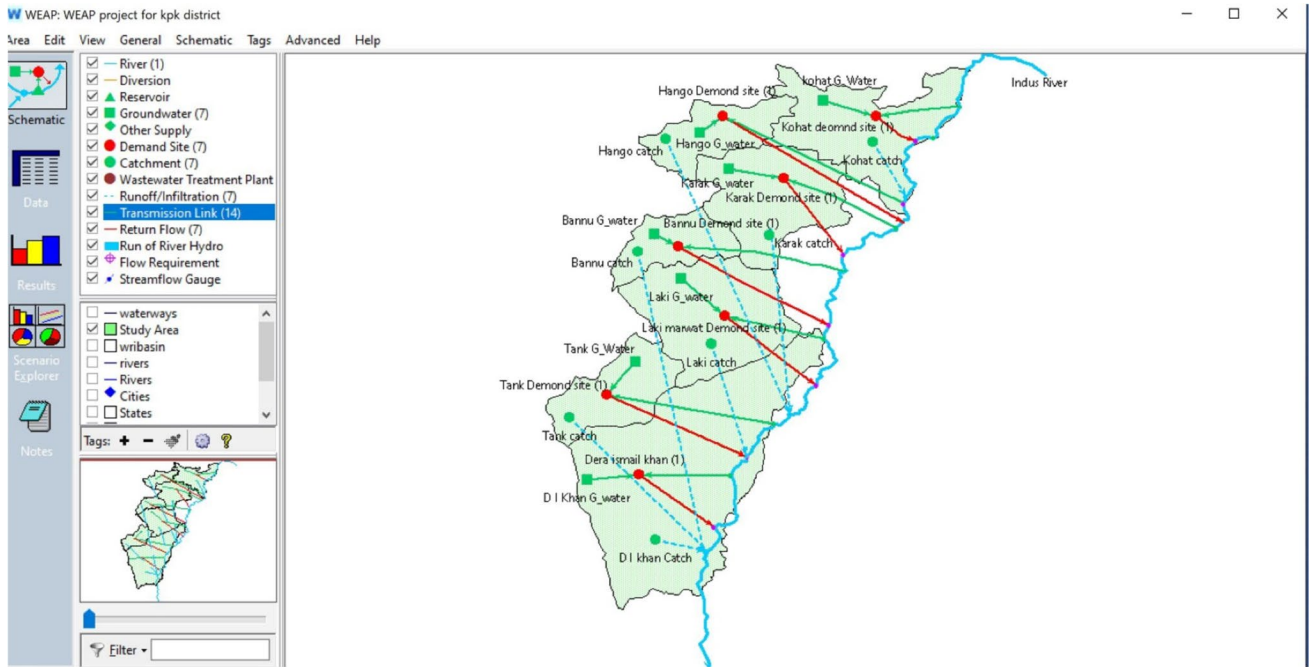 WEAP: WEAP project for kpk district
Area Edit View General Schematic Tags Advanced Help
Schematic
Data
Results
Scenario
Explorer
Notes
River (1)
Diversion
Reservoir
Groundwater (7)
Other Supply
Demand Site (7)
Catchment (7)
Wastewater Treatment Plant
Runoff/Infiltration (7)
Transmission Link (14)
Return Flow (7)
Run of River Hydro
Flow Requirement
Streamflow Gauge
waterways
Study Area
wribasin
rivers
Rivers
Cities
States
Tags:
Filter
Indus River
kohat G_Water
Hango Demond site (1)
Kohat deomnd site (1)
Hango G_water
Hango catch
Kohat catch
Karak G_water
Karak Demond site (1)
Bannu G_water
Bannu Demond site (1)
Karak catch
Bannu catch
Laki G_water
Laki marwat Demond site (1)
Tank G_Water
Laki catch
Tank Demond site (1)
Tank catch
Dera ismail khan (1)
D I Khan G_water
D I khan Catch